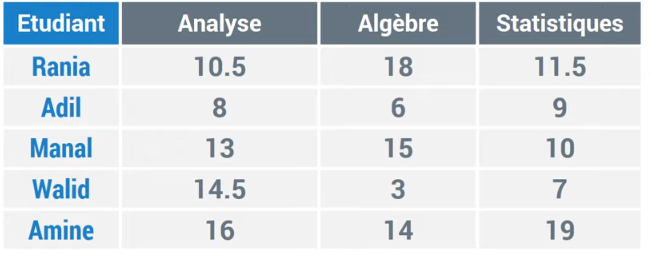 Etudiant Analyse Algèbre Statistiques
Rania 10.5 18 11.5
Adil 8 6 9
Manal 13 15 10
Walid 14.5 3 7
Amine 16 14 19